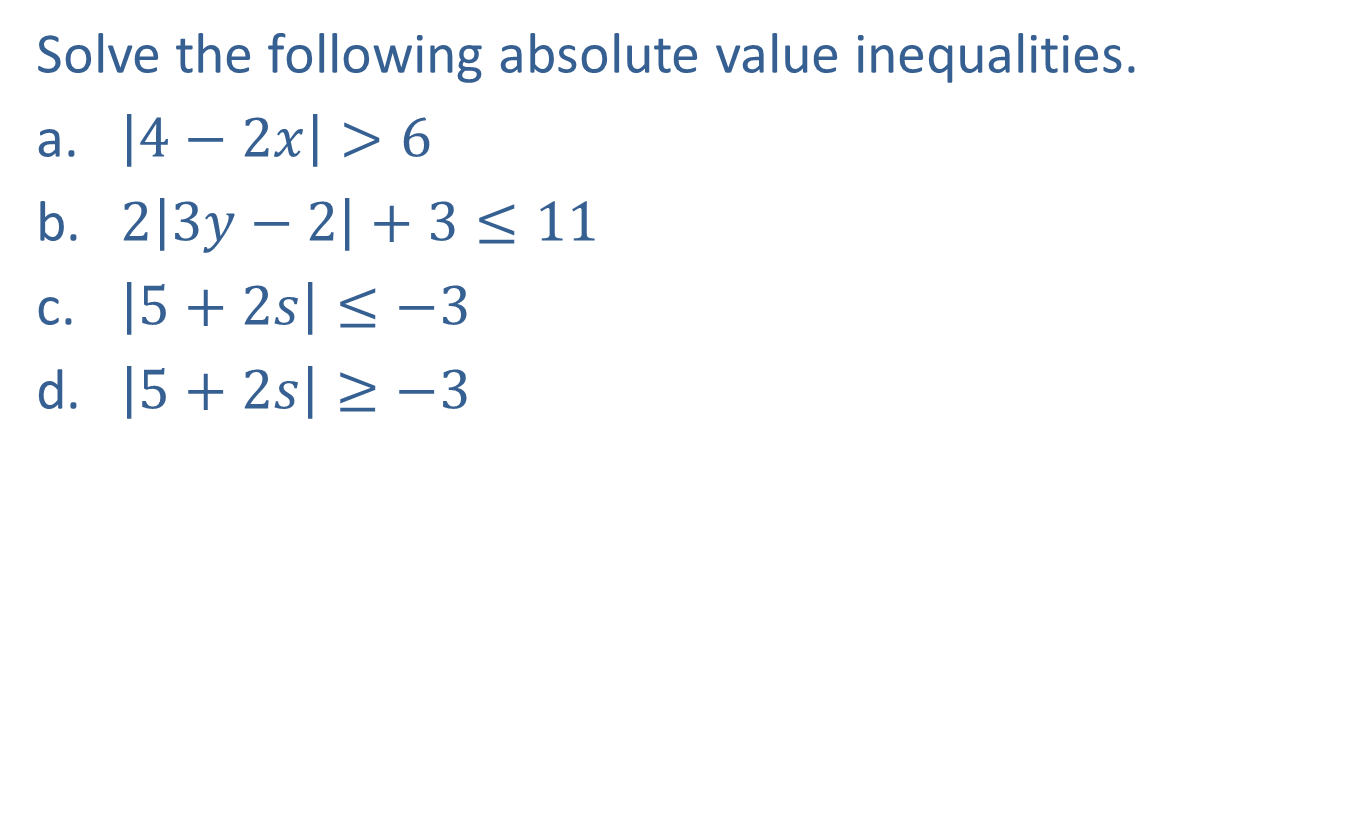 Solve the following absolute value inequalities.
a. |4 − 2x| > 6
b. 2|3y − 2| + 3 ≤ 11
c. |5 + 2s| ≤ −3
d. |5 + 2s| ≥ −3